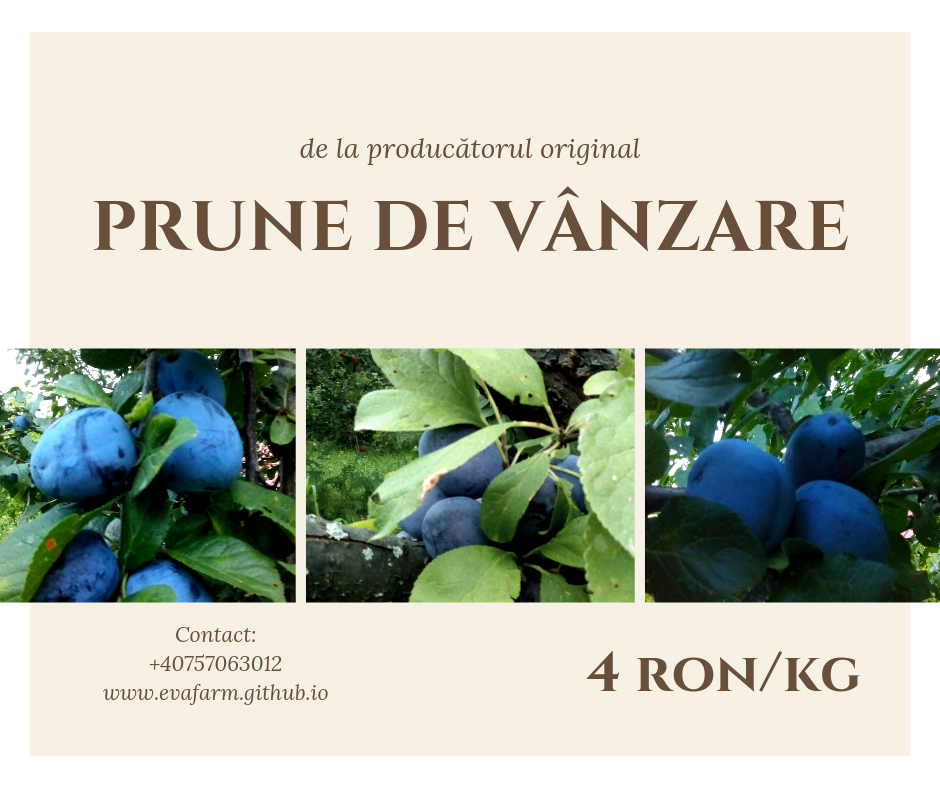 de la producătorul original
PRUNE DE VÂNZARE
Contact:
+40757063012
www.evafarm.github.io
4 RON/KG